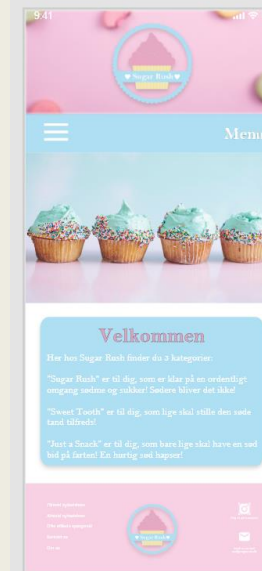 9:41
♥ Sugar Rush ♥
Menu
Velkommen
Her hos Sugar Rush finder du 3 kategorier:
"Sugar Rush" er til dig, som er klar på en ordentligt
omgang sødme og sukker! Sødere bliver det ikke!
"Sweet Tooth" er til dig, som lige skal stille den søde
tand tilfreds!
"Just a Snack" er til dig, som bare lige skal have en sød
bid på farten! En hurtig sød hapser!
♥ Sugar Rush ♥